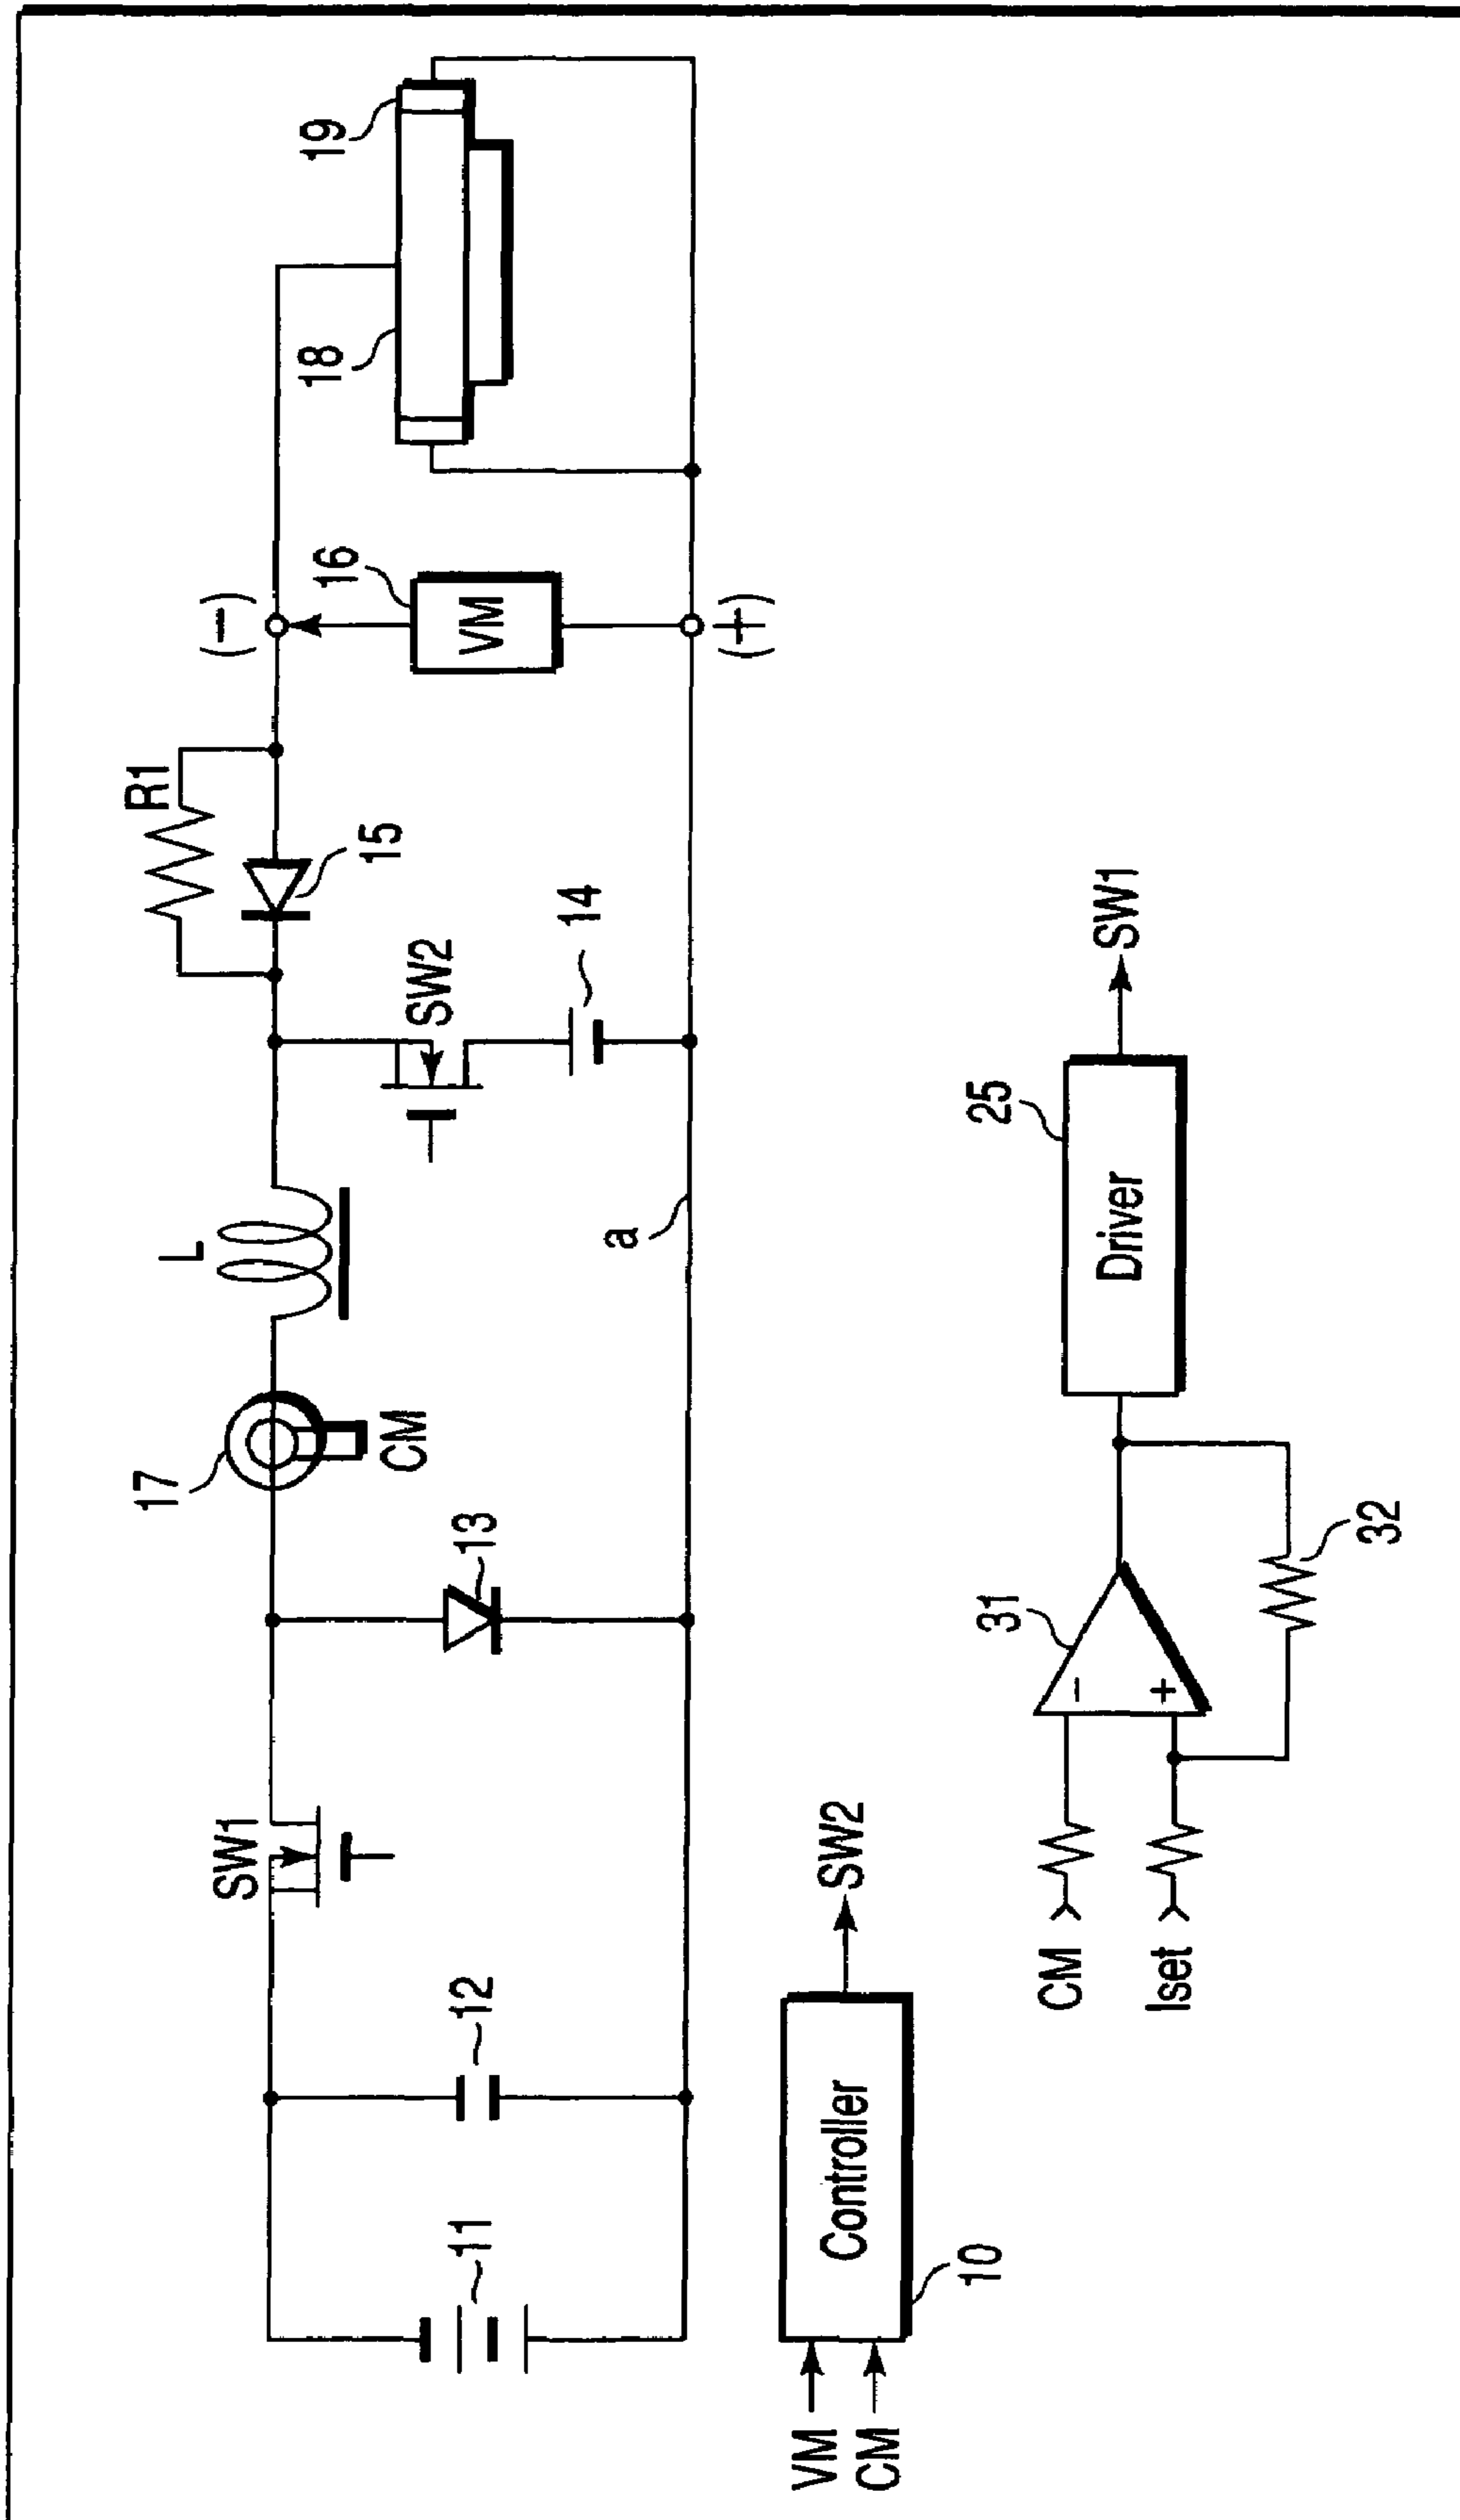 SW1
17
L
R1
(−)
19
18
16
VM
(+)
15
SW2
14
CM
13
12
11
a
Controller
10
VM
CM
SW2
31
-
+
CM
Iset
32
25
Driver
SW1